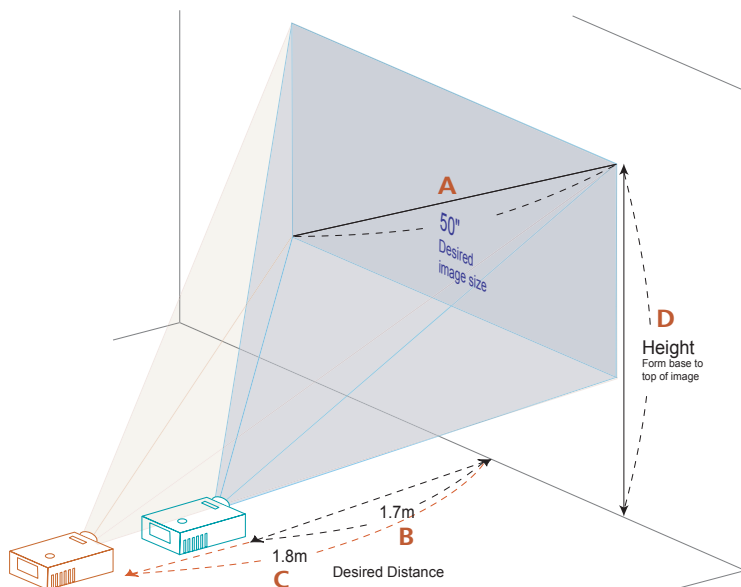 A
50"
Desired
image size
D
Height
Form base to
top of image
1.7m
B
1.8m
C
Desired Distance